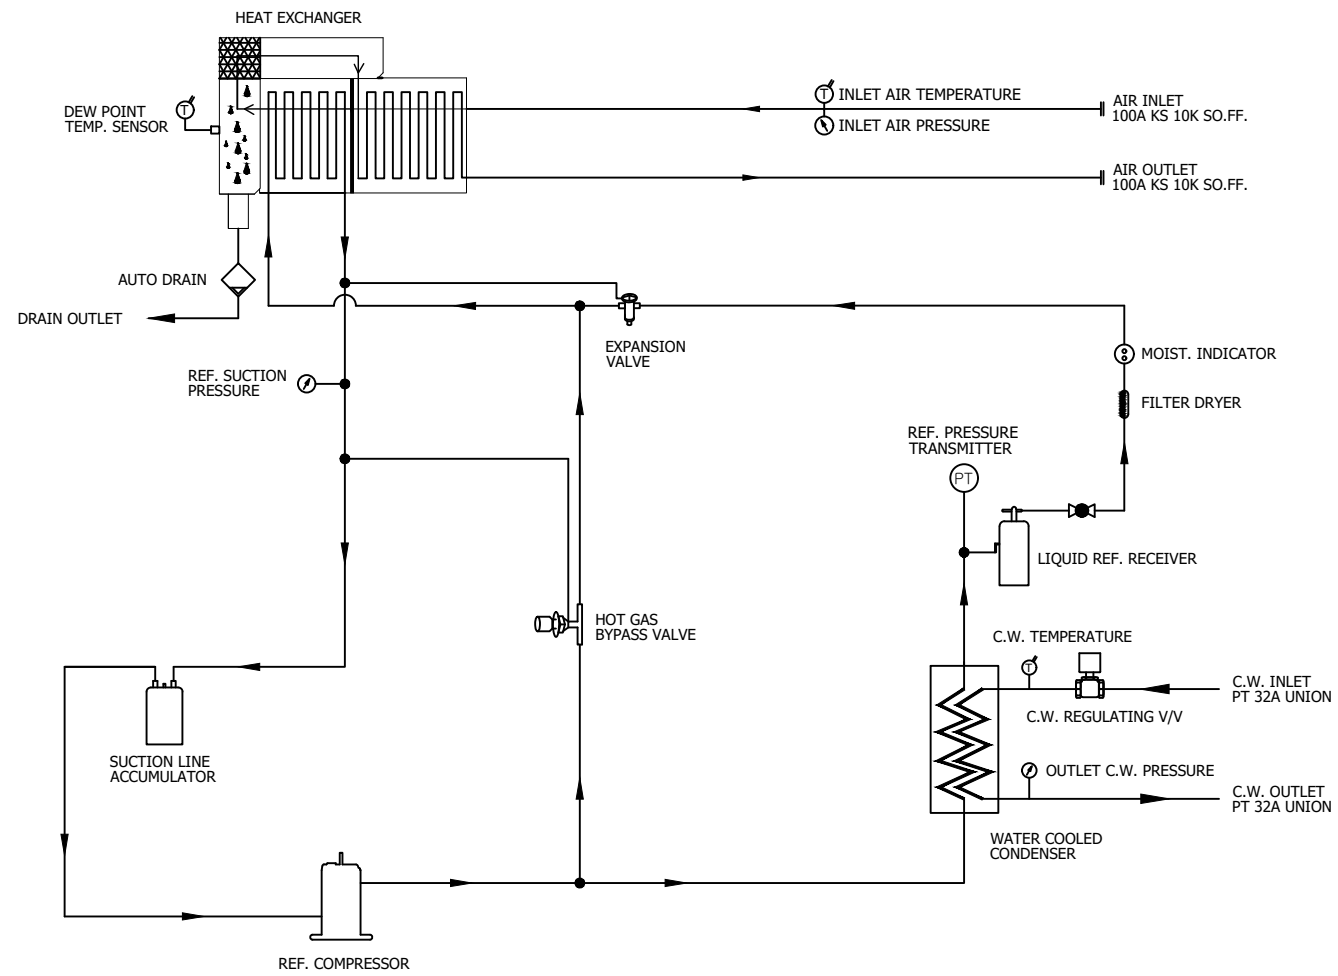 HEAT EXCHANGER
DEW POINT
TEMP. SENSOR
T
T
INLET AIR TEMPERATURE
INLET AIR PRESSURE
AIR INLET
100A KS 10K SO.FF.
AIR OUTLET
100A KS 10K SO.FF.
AUTO DRAIN
DRAIN OUTLET
EXPANSION
VALVE
MOIST. INDICATOR
REF. SUCTION
PRESSURE
FILTER DRYER
REF. PRESSURE
TRANSMITTER
PT
LIQUID REF. RECEIVER
HOT GAS
BYPASS VALVE
C.W. TEMPERATURE
T
C.W. INLET
PT 32A UNION
C.W. REGULATING V/V
SUCTION LINE
ACCUMULATOR
OUTLET C.W. PRESSURE
C.W. OUTLET
PT 32A UNION
WATER COOLED
CONDENSER
REF. COMPRESSOR